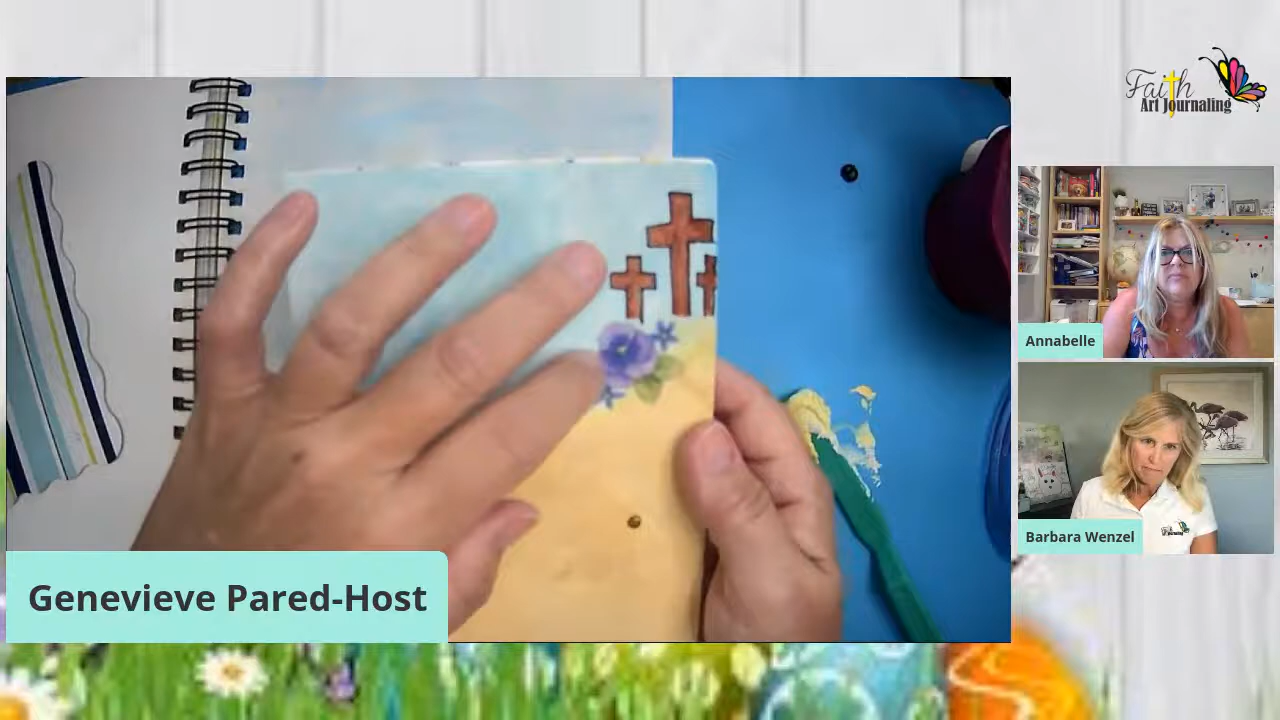 Faith
Art Journaling
Annabelle
Barbara Wenzel
Genevieve Pared-Host